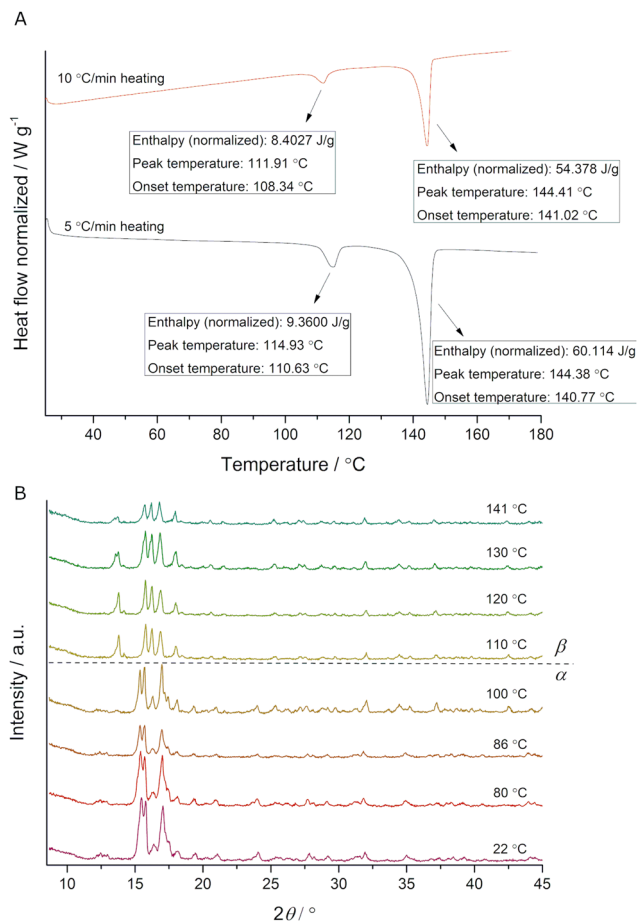 A
10 °C/min heating
Enthalpy (normalized): 8.4027 J/g
Peak temperature: 111.91 °C
Onset temperature: 108.34 °C
Enthalpy (normalized): 54.378 J/g
Peak temperature: 144.41 °C
Onset temperature: 141.02 °C
5 °C/min heating
Enthalpy (normalized): 9.3600 J/g
Peak temperature: 114.93 °C
Onset temperature: 110.63 °C
Enthalpy (normalized): 60.114 J/g
Peak temperature: 144.38 °C
Onset temperature: 140.77 °C
Heat flow normalized / W g⁻¹
40 60 80 100 120 140 160 180
Temperature / °C
B
141 °C
130 °C
120 °C
110 °C
β
α
100 °C
86 °C
80 °C
22 °C
Intensity / a.u.
10 15 20 25 30 35 40 45
2θ / °